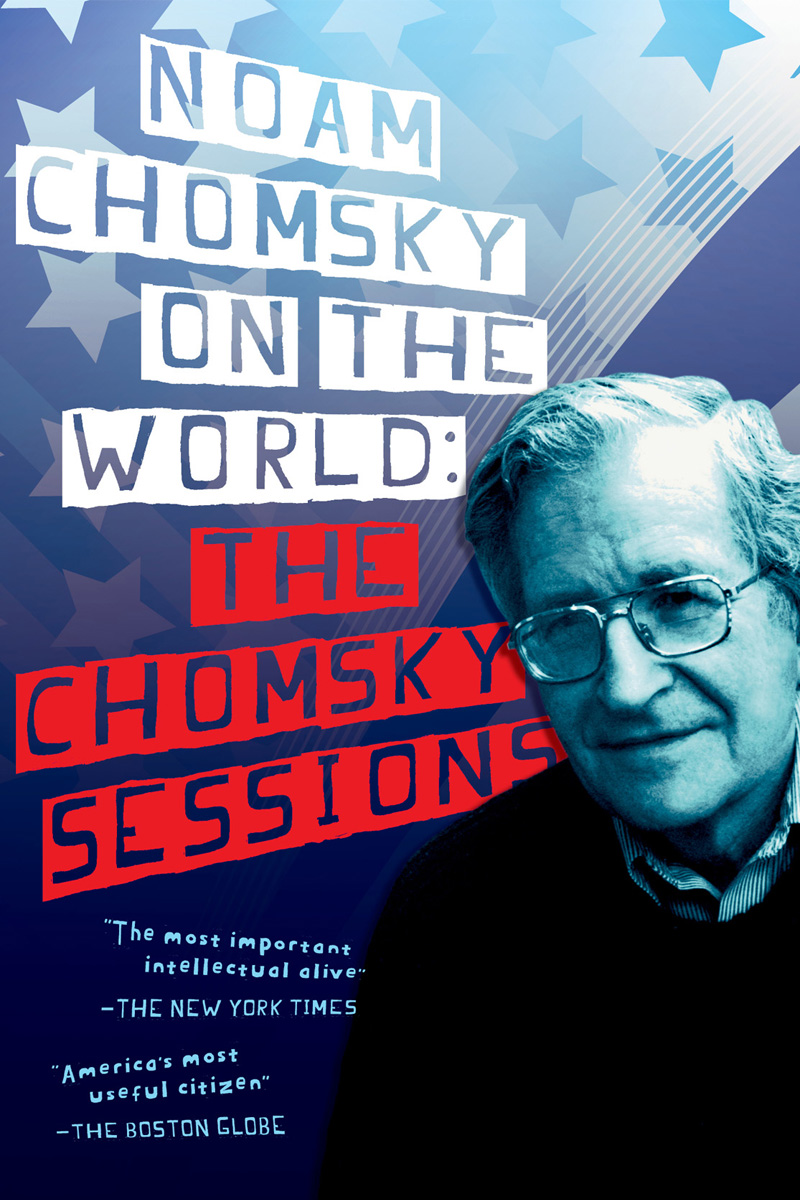 NOAM
CHOMSKY
ON THE
WORLD:
THE
CHOMSKY
SESSIONS
"The most important
intellectual alive"
–THE NEW YORK TIMES
"America's most
useful citizen"
–THE BOSTON GLOBE